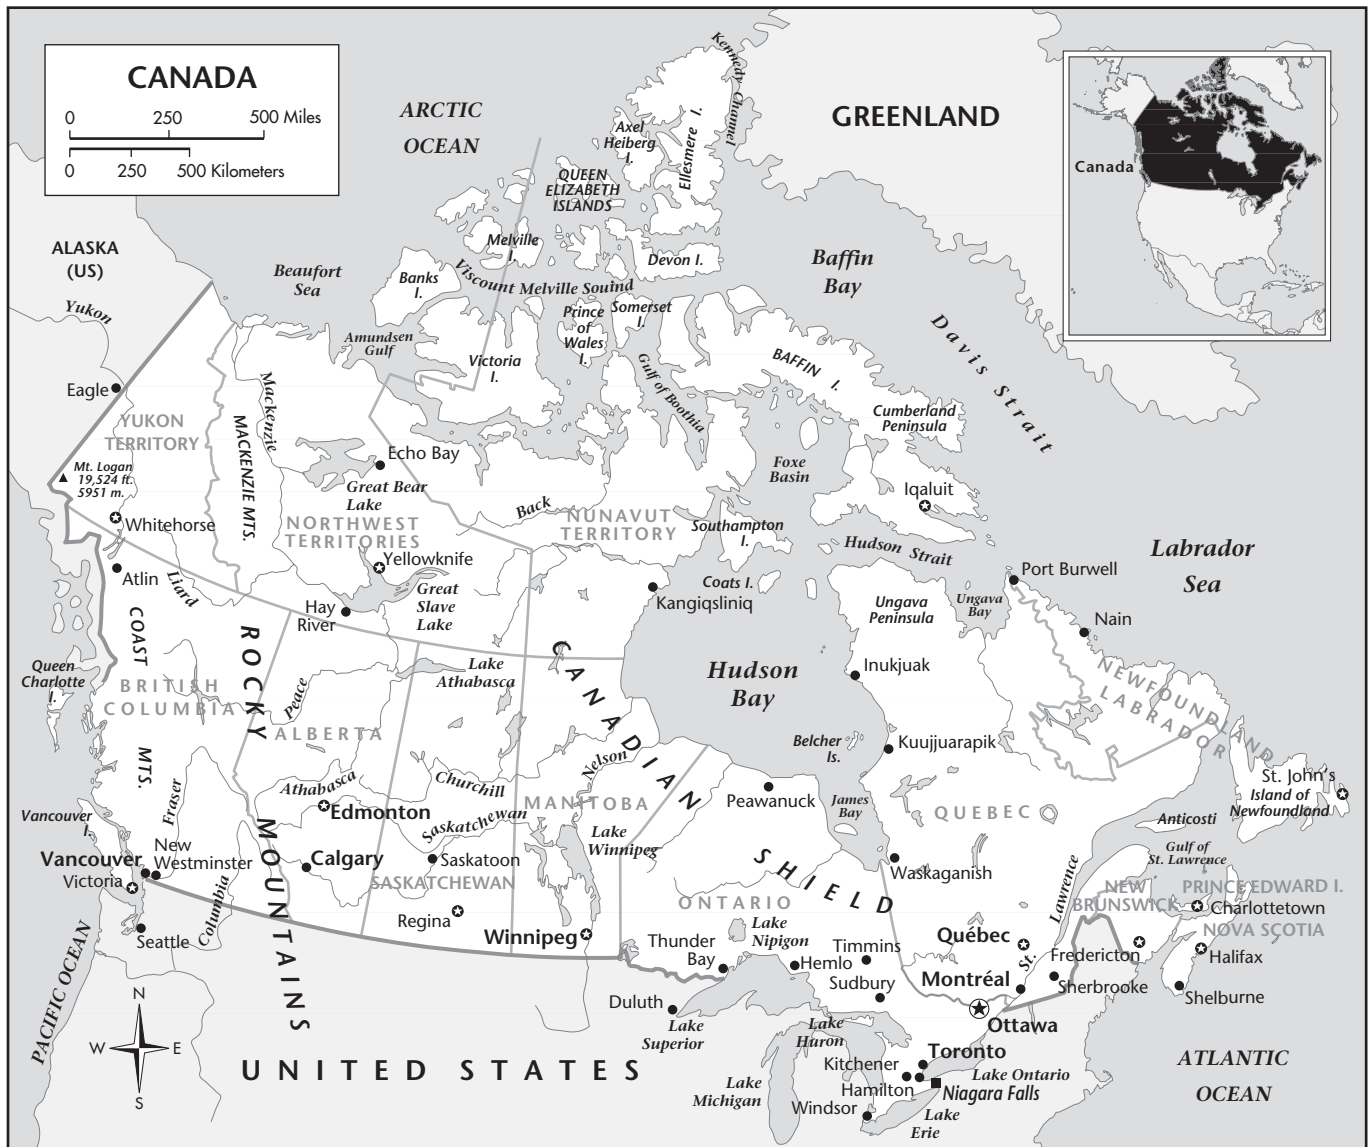 CANADA
0 250 500 Miles
0 250 500 Kilometers
Canada
ARCTIC
OCEAN
GREENLAND
Kennedy Channel
Axel
Heiberg
I.
Ellesmere I.
QUEEN
ELIZABETH
ISLANDS
ALASKA
(US)
Yukon
Beaufort
Sea
Melville
I.
Devon I.
Banks
I.
Viscount Melville Sound
Baffin
Bay
Prince
of
Wales
I.
Somerset
I.
Amundsen
Gulf
Victoria
I.
Gulf of Boothia
BAFFIN I.
Davis Strait
Eagle
YUKON
TERRITORY
Mackenzie
MACKENZIE MTS.
Cumberland
Peninsula
Mt. Logan
19,524 ft.
5951 m.
Echo Bay
Great Bear
Lake
Foxe
Basin
Iqaluit
Back
Whitehorse
NORTHWEST
TERRITORIES
NUNAVUT
TERRITORY
Southampton
I.
Hudson Strait
Labrador
Sea
Yellowknife
Atlin
Liard
Great
Slave
Lake
Hay
River
Kangiqsliniq
Coats I.
Port Burwell
Ungava
Peninsula
Ungava
Bay
Nain
COAST
MTS.
ROCKY
MOUNTAINS
CANADIAN
SHIELD
Queen
Charlotte
I.
BRITISH
COLUMBIA
Peace
Lake
Athabasca
Hudson
Bay
Inukjuak
NEWFOUNDLAND
LABRADOR
ALBERTA
Belcher
Is.
Kuujjuarapik
Nelson
Athabasca
Churchill
MANITOBA
Peawanuck
James
Bay
QUEBEC
St. John's
Island of
Newfoundland
Edmonton
Fraser
Vancouver
I.
Saskatchewan
Lake
Winnipeg
Anticosti
Gulf of
St. Lawrence
New
Westminster
Vancouver
Victoria
Calgary
Saskatoon
SASKATCHEWAN
Waskaganish
Columbia
Regina
ONTARIO
NEW
BRUNSWICK
PRINCE EDWARD I.
Charlottetown
NOVA SCOTIA
Seattle
Winnipeg
Lake
Nipigon
Thunder
Bay
Hemlo
Timmins
Sudbury
Québec
Montréal
St. Lawrence
Fredericton
Halifax
Sherbrooke
Shelburne
PACIFIC OCEAN
Duluth
Lake
Superior
Lake
Huron
Ottawa
N
W E
S
UNITED STATES
Toronto
Kitchener
Lake Ontario
Hamilton
Niagara Falls
Lake
Michigan
Windsor
Lake
Erie
ATLANTIC
OCEAN